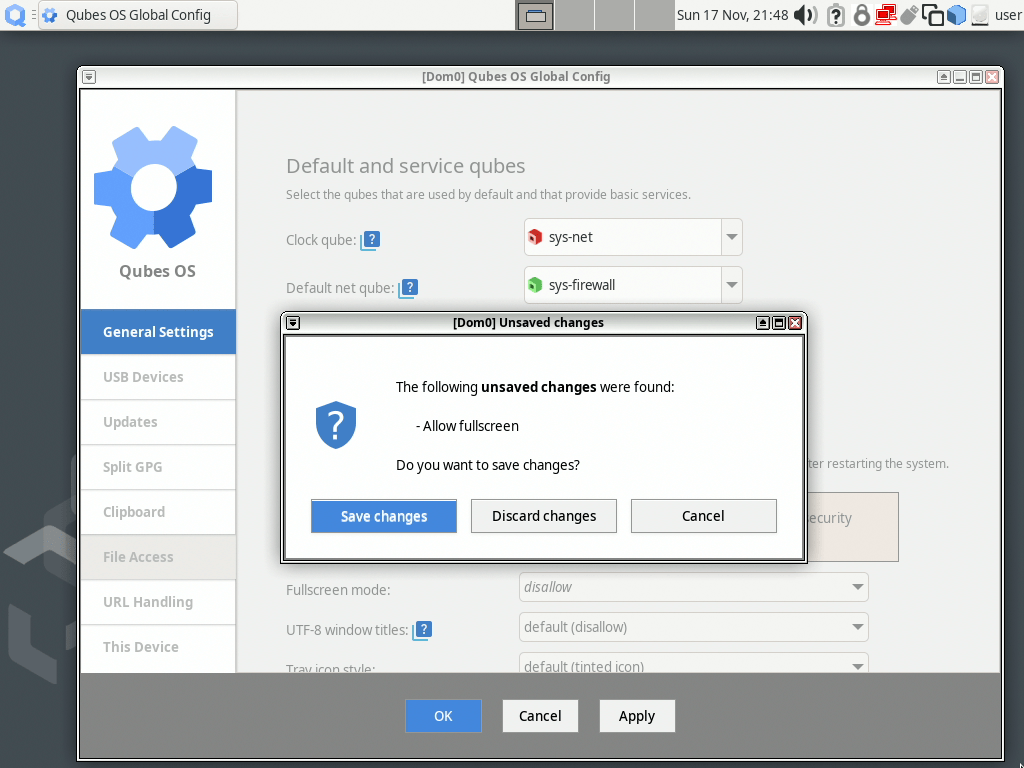 Qubes OS Global Config
Sun 17 Nov, 21:48
user
[Dom0] Qubes OS Global Config
Qubes OS
General Settings
USB Devices
Updates
Split GPG
Clipboard
File Access
URL Handling
This Device
Default and service qubes
Select the qubes that are used by default and that provide basic services.
Clock qube: ?
sys-net
Default net qube: ?
sys-firewall
[Dom0] Unsaved changes
The following unsaved changes were found:
- Allow fullscreen
Do you want to save changes?
Save changes
Discard changes
Cancel
restarting the system.
Fullscreen mode:
disallow
UTF-8 window titles: ?
default (disallow)
Tray icon style:
default (tinted icon)
OK
Cancel
Apply